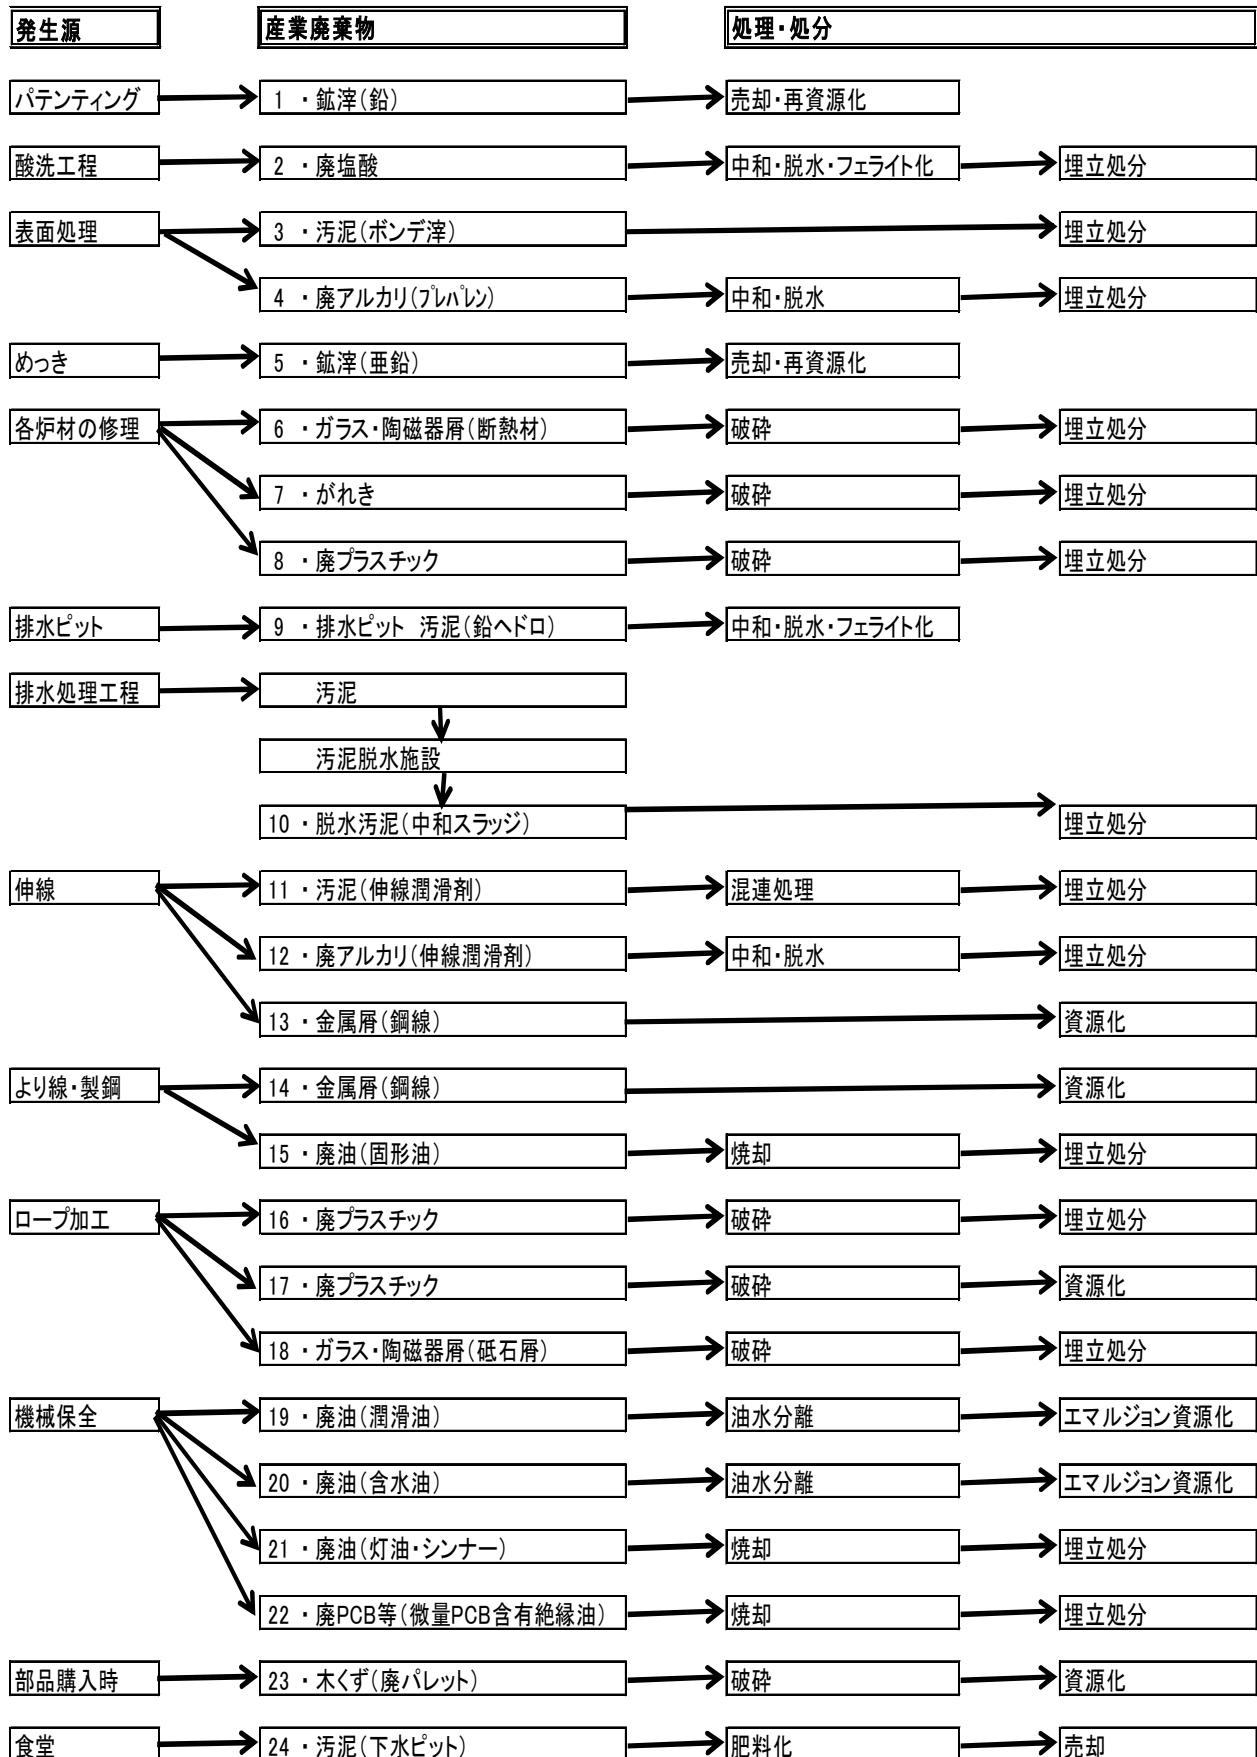 発生源 産業廃棄物 処理・処分
パテンティング 1 ・鉱滓(鉛) 売却・再資源化
酸洗工程 2 ・廃塩酸 中和・脱水・フェライト化 埋立処分
表面処理 3 ・汚泥(ボンデ滓) 埋立処分
4 ・廃アルカリ(プレパレン) 中和・脱水 埋立処分
めっき 5 ・鉱滓(亜鉛) 売却・再資源化
各炉材の修理 6 ・ガラス・陶磁器屑(断熱材) 破砕 埋立処分
7 ・がれき 破砕 埋立処分
8 ・廃プラスチック 破砕 埋立処分
排水ピット 9 ・排水ピット 汚泥(鉛ヘドロ) 中和・脱水・フェライト化
排水処理工程 汚泥
汚泥脱水施設
10 ・脱水汚泥(中和スラッジ) 埋立処分
伸線 11 ・汚泥(伸線潤滑剤) 混連処理 埋立処分
12 ・廃アルカリ(伸線潤滑剤) 中和・脱水 埋立処分
13 ・金属屑(鋼線) 資源化
より線・製鋼 14 ・金属屑(鋼線) 資源化
15 ・廃油(固形油) 焼却 埋立処分
ロープ加工 16 ・廃プラスチック 破砕 埋立処分
17 ・廃プラスチック 破砕 資源化
18 ・ガラス・陶磁器屑(砥石屑) 破砕 埋立処分
機械保全 19 ・廃油(潤滑油) 油水分離 エマルジョン資源化
20 ・廃油(含水油) 油水分離 エマルジョン資源化
21 ・廃油(灯油・シンナー) 焼却 埋立処分
22 ・廃PCB等(微量PCB含有絶縁油) 焼却 埋立処分
部品購入時 23 ・木くず(廃パレット) 破砕 資源化
食堂 24 ・汚泥(下水ピット) 肥料化 売却